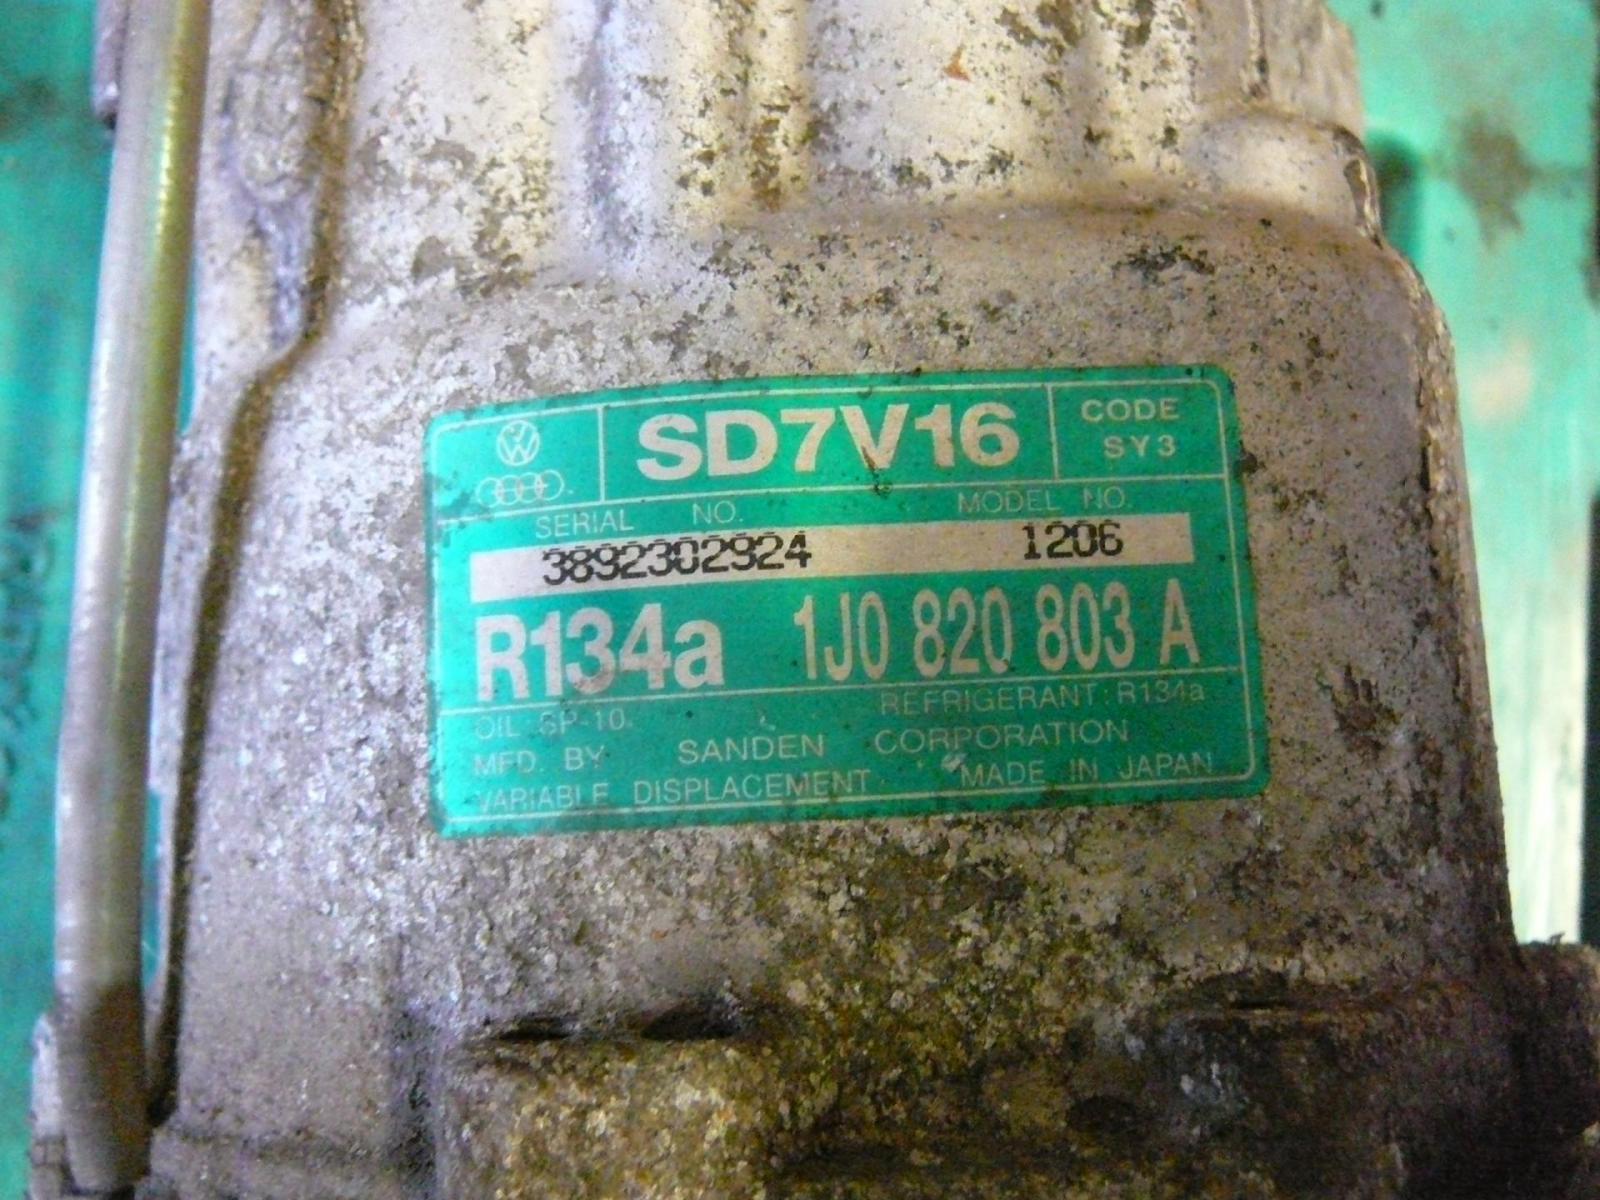 SD7V16
CODE
SY3
SERIAL NO. MODEL NO.
3892302924 1206
R134a 1J0 820 803 A
OIL SP-10 REFRIGERANT: R134a
MFD. BY SANDEN CORPORATION
VARIABLE DISPLACEMENT MADE IN JAPAN